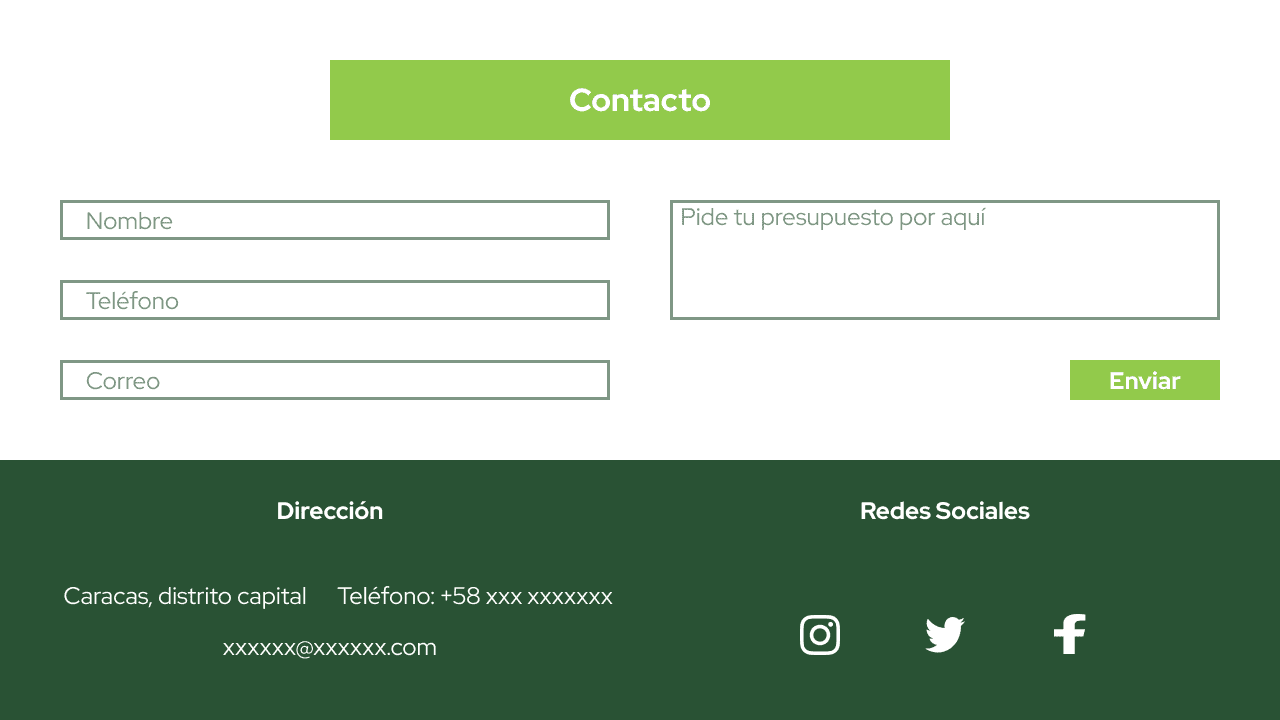 Contacto
Nombre
Teléfono
Correo
Pide tu presupuesto por aquí
Enviar
Dirección
Caracas, distrito capital Teléfono: +58 xxx xxxxxxx
xxxxxx@xxxxxx.com
Redes Sociales